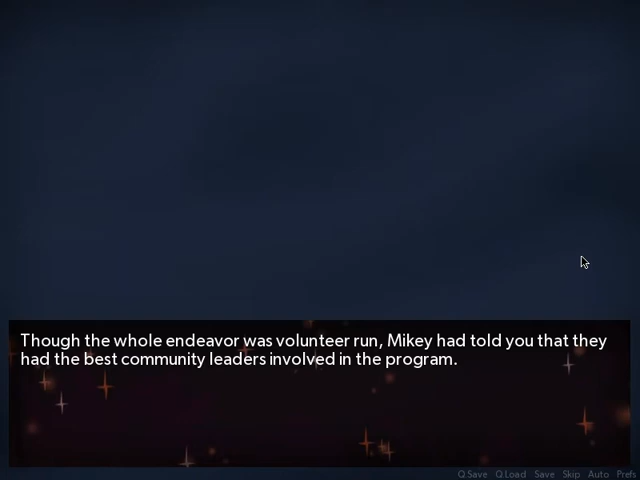 Though the whole endeavor was volunteer run, Mikey had told you that they
had the best community leaders involved in the program.
Q Save Q Load Save Skip Auto Prefs